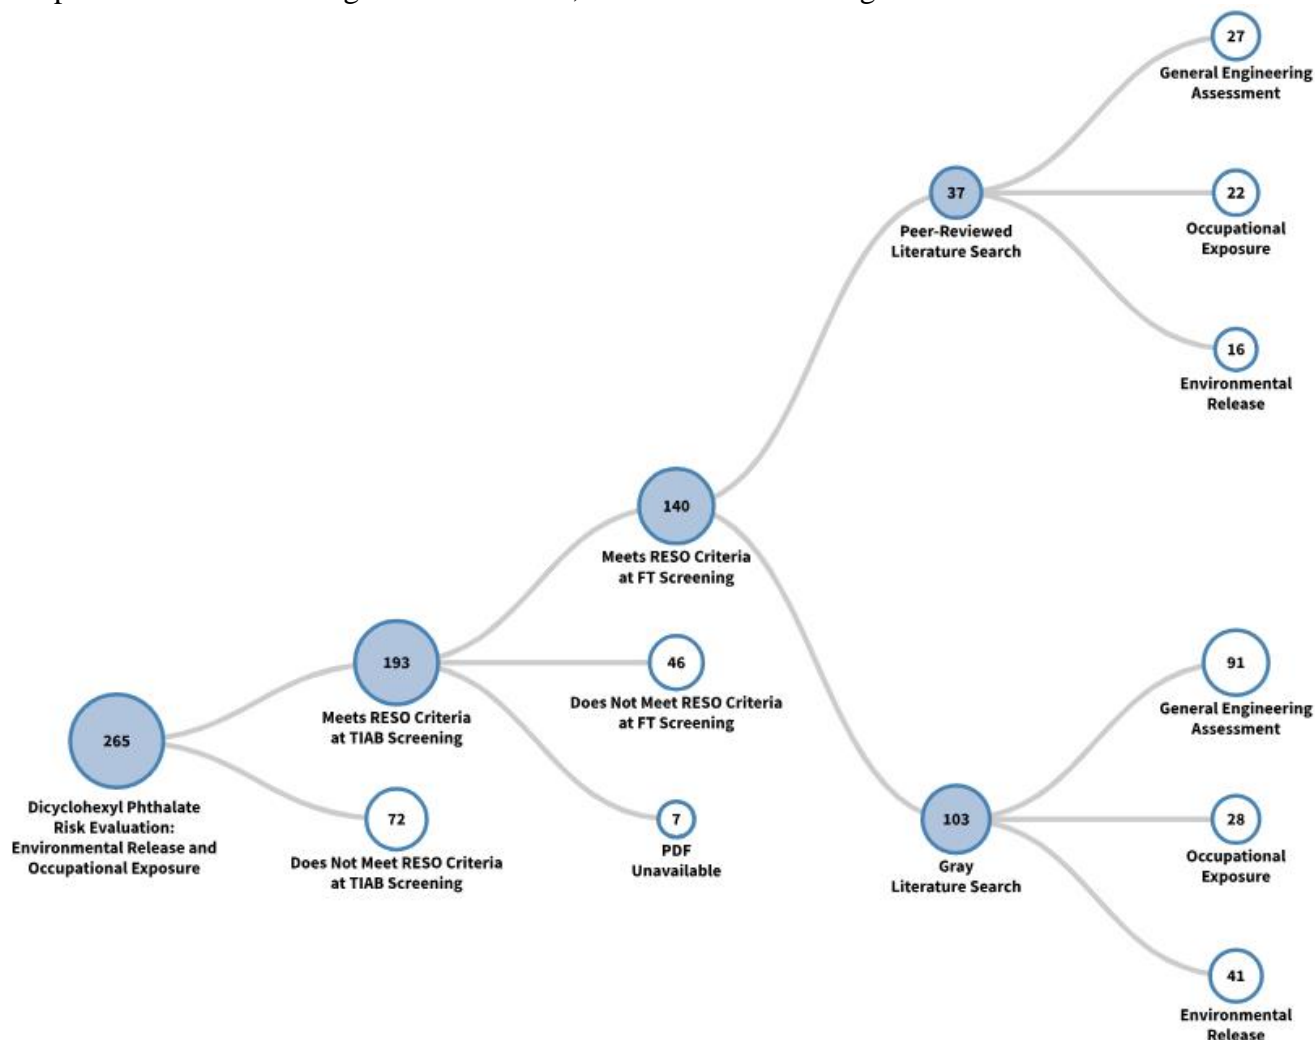 27
General Engineering
Assessment
37
Peer-Reviewed
Literature Search
22
Occupational
Exposure
16
Environmental
Release
140
Meets RESO Criteria
at FT Screening
193
Meets RESO Criteria
at TIAB Screening
46
Does Not Meet RESO Criteria
at FT Screening
91
General Engineering
Assessment
265
Dicyclohexyl Phthalate
Risk Evaluation:
Environmental Release and
Occupational Exposure
72
Does Not Meet RESO Criteria
at TIAB Screening
7
PDF
Unavailable
103
Gray
Literature Search
28
Occupational
Exposure
41
Environmental
Release